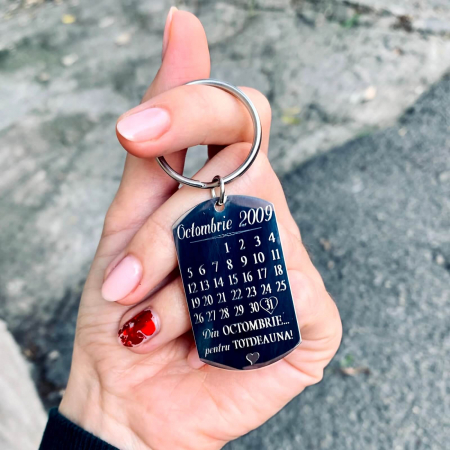 Octombrie 2009
1 2 3 4
5 6 7 8 9 10 11
12 13 14 15 16 17 18
19 20 21 22 23 24 25
26 27 28 29 30 31
Din OCTOMBRIE...
pentru TOTDEAUNA!